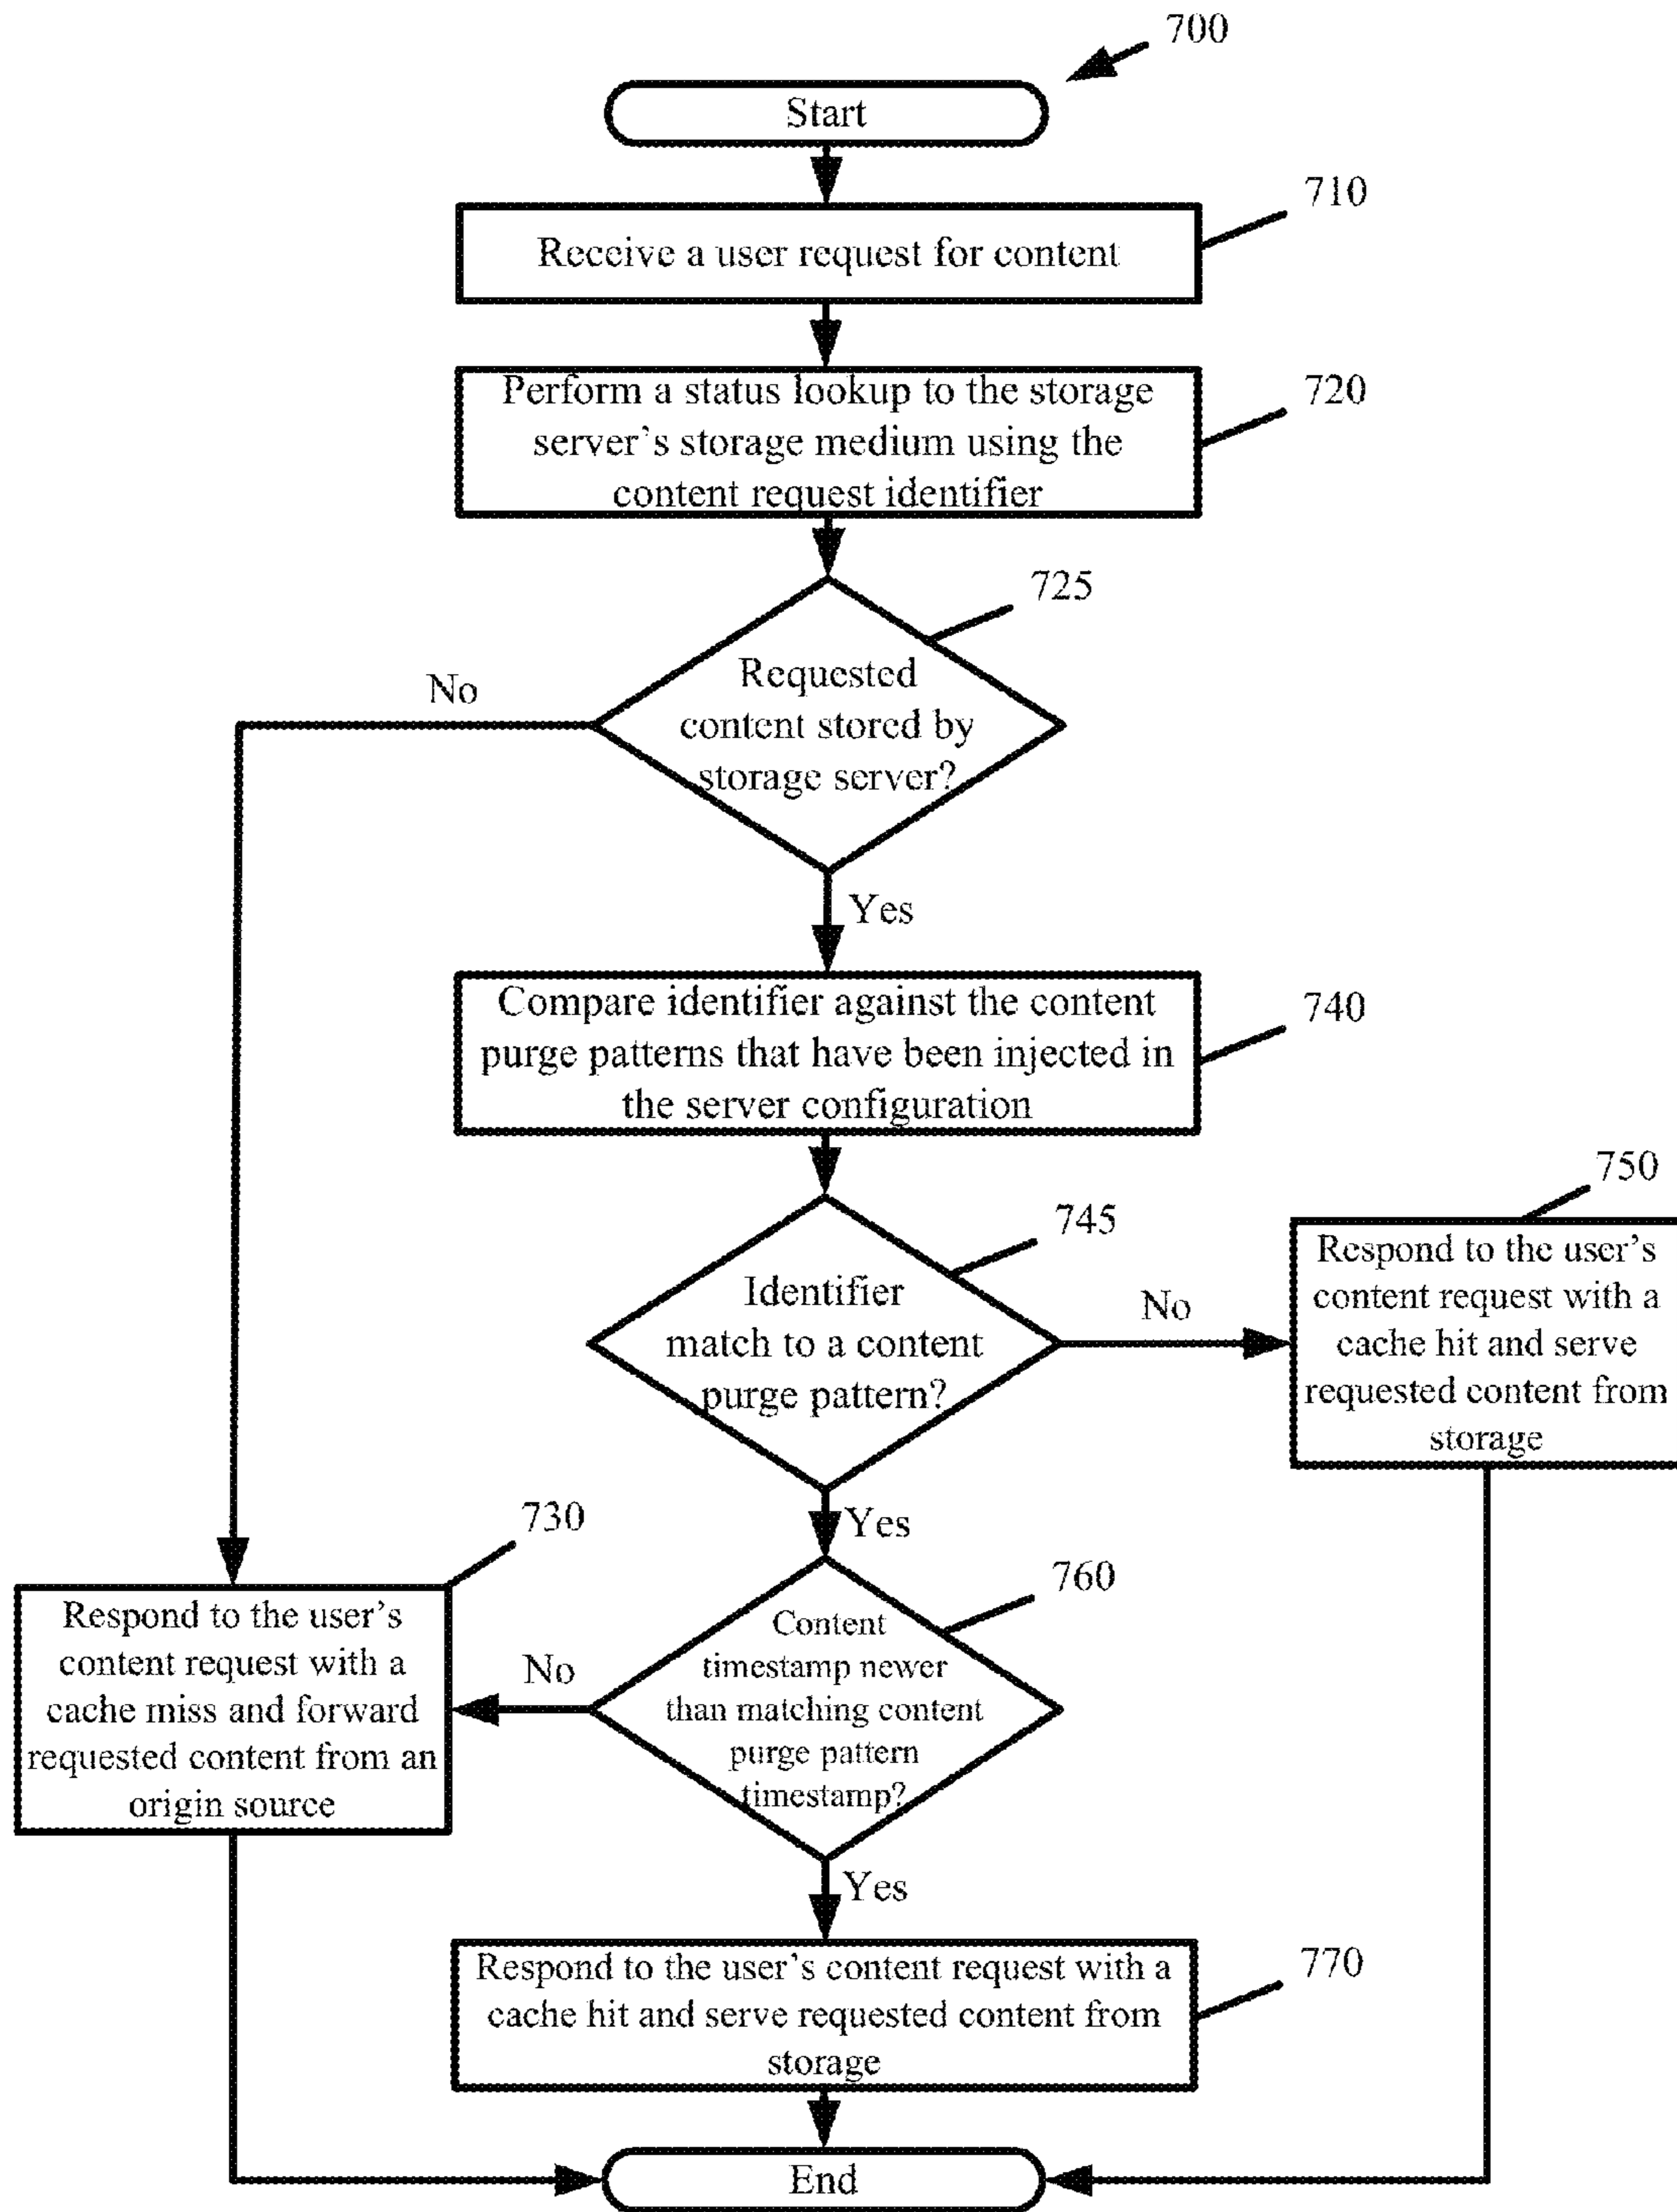 700
Start
710
Receive a user request for content
720
Perform a status lookup to the storage
server's storage medium using the
content request identifier
725
Requested
content stored by
storage server?
No
Yes
740
Compare identifier against the content
purge patterns that have been injected in
the server configuration
745
Identifier
match to a content
purge pattern?
No
750
Respond to the user's
content request with a
cache hit and serve
requested content from
storage
Yes
730
Respond to the user's
content request with a
cache miss and forward
requested content from an
origin source
No
760
Content
timestamp newer
than matching content
purge pattern
timestamp?
Yes
770
Respond to the user's content request with a
cache hit and serve requested content from
storage
End